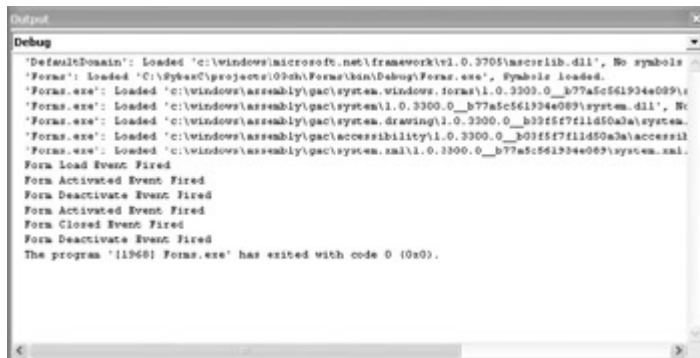 Output
Debug
'DefaultDomain': Loaded 'c:\windows\microsoft.net\framework\v1.0.3705\mscorlib.dll', No symbols
'Forms': Loaded 'C:\SybexC\projects\09ch\Forms\bin\Debug\Forms.exe', Symbols loaded.
'Forms.exe': Loaded 'c:\windows\assembly\gac\system.windows.forms\1.0.3300.0__b77a5c561934e089\s
'Forms.exe': Loaded 'c:\windows\assembly\gac\system\1.0.3300.0__b77a5c561934e089\system.dll', No
'Forms.exe': Loaded 'c:\windows\assembly\gac\system.drawing\1.0.3300.0__b03f5f7f11d50a3a\system.
'Forms.exe': Loaded 'c:\windows\assembly\gac\accessibility\1.0.3300.0__b03f5f7f11d50a3a\accessib
'Forms.exe': Loaded 'c:\windows\assembly\gac\system.xml\1.0.3300.0__b77a5c561934e089\system.xml.
Form Load Event Fired
Form Activated Event Fired
Form Deactivate Event Fired
Form Activated Event Fired
Form Closed Event Fired
Form Deactivate Event Fired
The program '[1968] Forms.exe' has exited with code 0 (0x0).